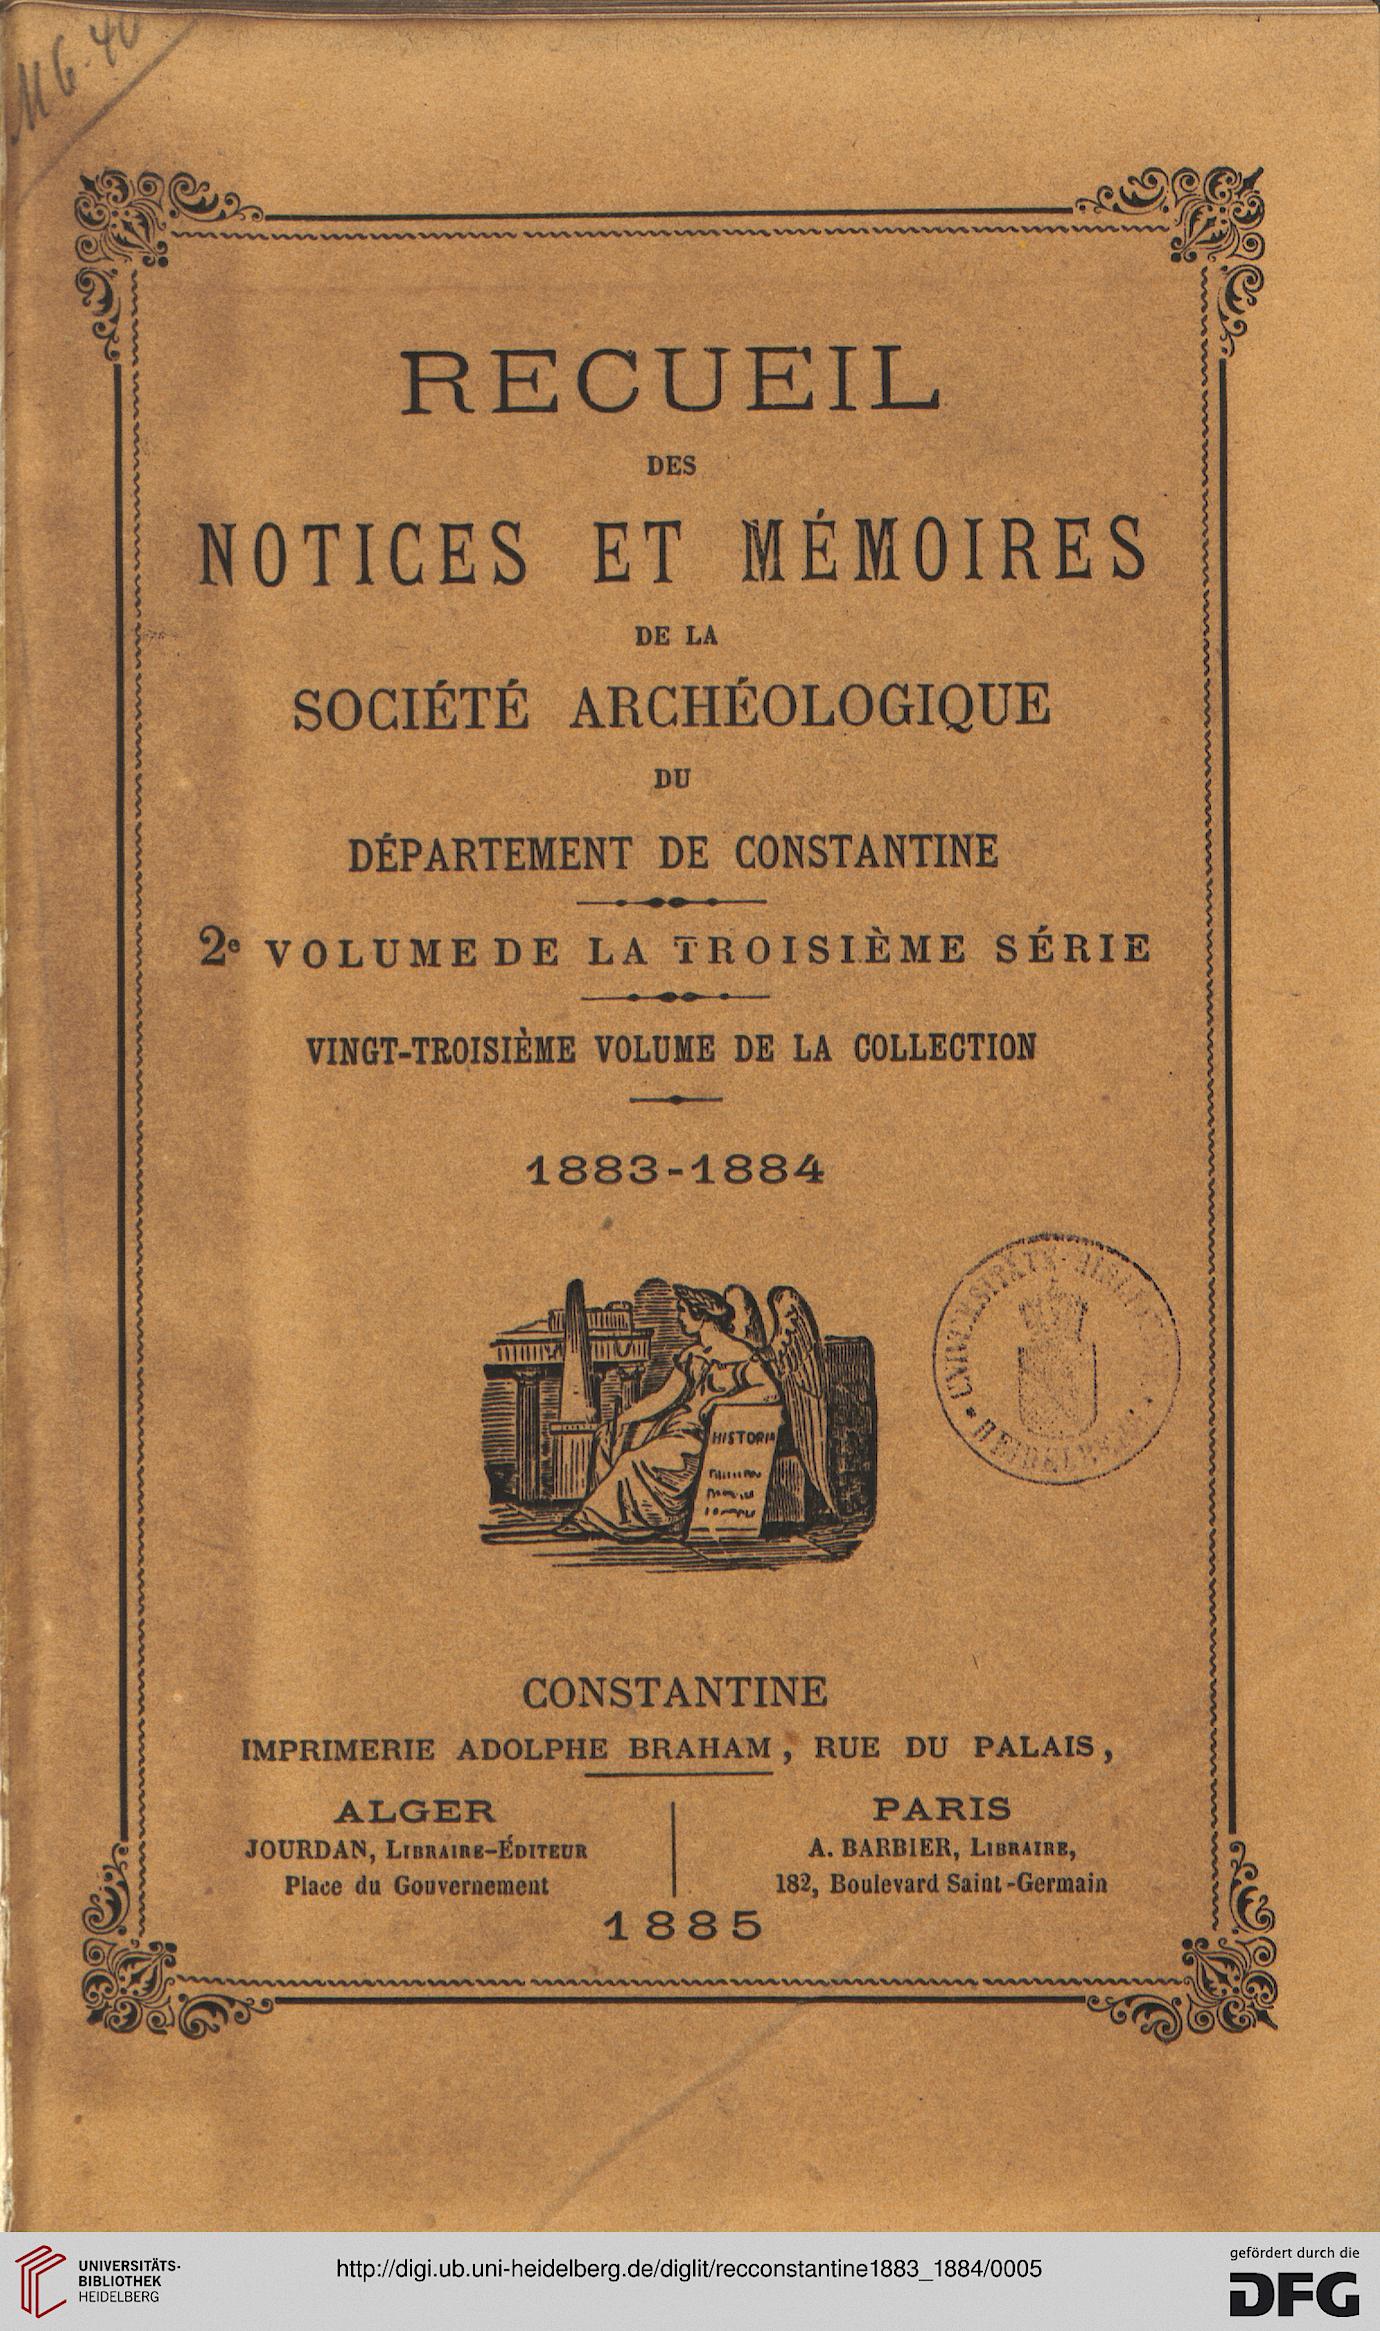 RECUEIL
DES
NOTICES ET MÉMOIRES
DE LA
SOCIÉTÉ ARCHÉOLOGIQUE
DU
DÉPARTEMENT DE CONSTANTINE
2e VOLUME DE LA TROISIÈME SÉRIE
VINGT-TROISIÈME VOLUME DE LA COLLECTION
1883-1884
UNIVERSITÄTS-BIBLIOTHEK
HEIDELBERG
HISTORIA
CONSTANTINE
IMPRIMERIE ADOLPHE BRAHAM, RUE DU PALAIS,
ALGER
JOURDAN, LIBRAIRE-ÉDITEUR
Place du Gouvernement
PARIS
A. BARBIER, LIBRAIRE,
182, Boulevard Saint-Germain
1885
UNIVERSITÄTS-
BIBLIOTHEK
HEIDELBERG
http://digi.ub.uni-heidelberg.de/diglit/recconstantine1883_1884/0005
gefördert durch die
DFG